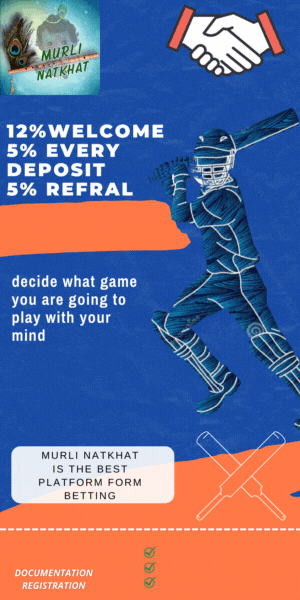 MURLI
NATKHAT
12%WELCOME
5% EVERY
DEPOSIT
5% REFRAL
decide what game
you are going to
play with your
mind
MURLI NATKHAT
IS THE BEST
PLATFORM FORM
BETTING
DOCUMENTATION
REGISTRATION